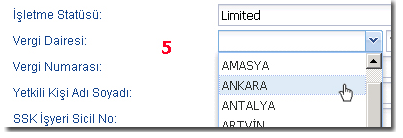 İşletme Statüsü: Limited
Vergi Dairesi:
5
Vergi Numarası: AMASYA
ANKARA
Yetkili Kişi Adı Soyadı:
ANTALYA
SSK İşyeri Sicil No: ARTVİN